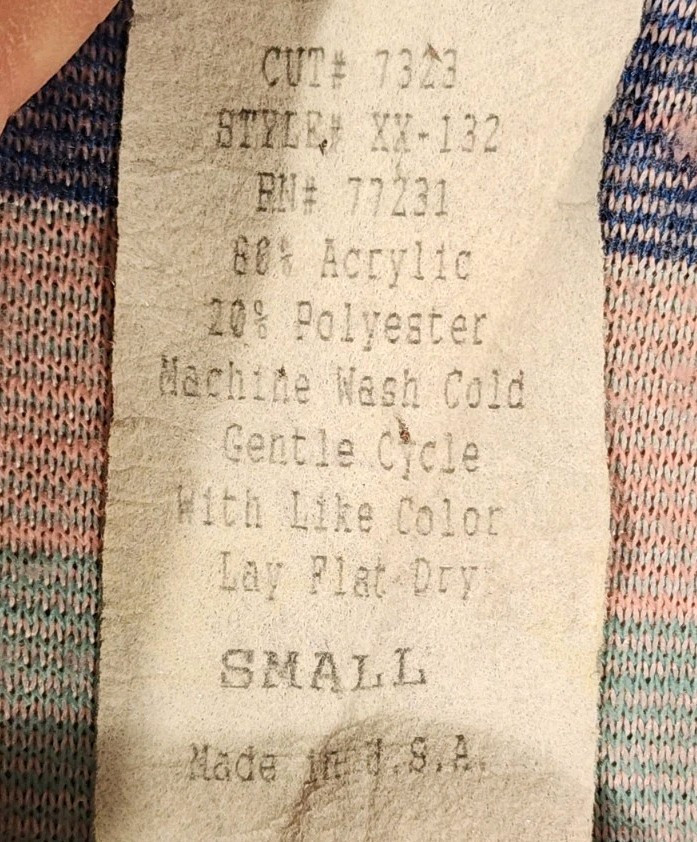 CUT# 7323
STYLE# XX-132
RN# 77231
80% Acrylic
20% Polyester
Machine Wash Cold
Gentle Cycle
With Like Color
Lay Flat Dry
SMALL
Made in U.S.A.